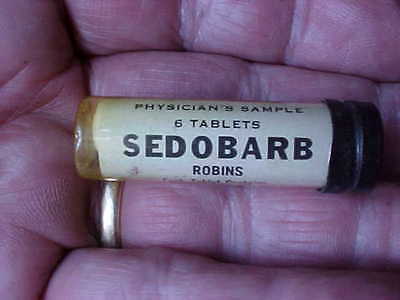 PHYSICIAN'S SAMPLE
6 TABLETS
SEDOBARB
ROBINS